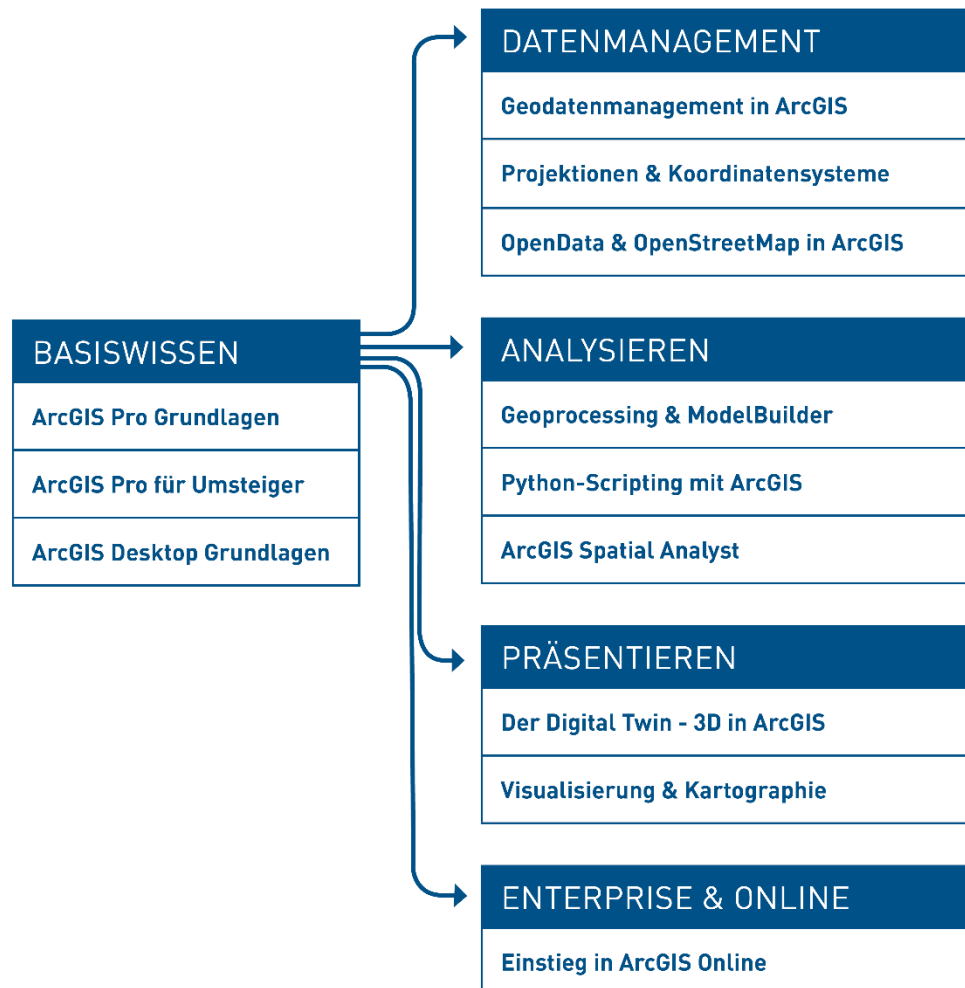 BASISWISSEN
ArcGIS Pro Grundlagen
ArcGIS Pro für Umsteiger
ArcGIS Desktop Grundlagen
DATENMANAGEMENT
Geodatenmanagement in ArcGIS
Projektionen & Koordinatensysteme
OpenData & OpenStreetMap in ArcGIS
ANALYSIEREN
Geoprocessing & ModelBuilder
Python-Scripting mit ArcGIS
ArcGIS Spatial Analyst
PRÄSENTIEREN
Der Digital Twin - 3D in ArcGIS
Visualisierung & Kartographie
ENTERPRISE & ONLINE
Einstieg in ArcGIS Online